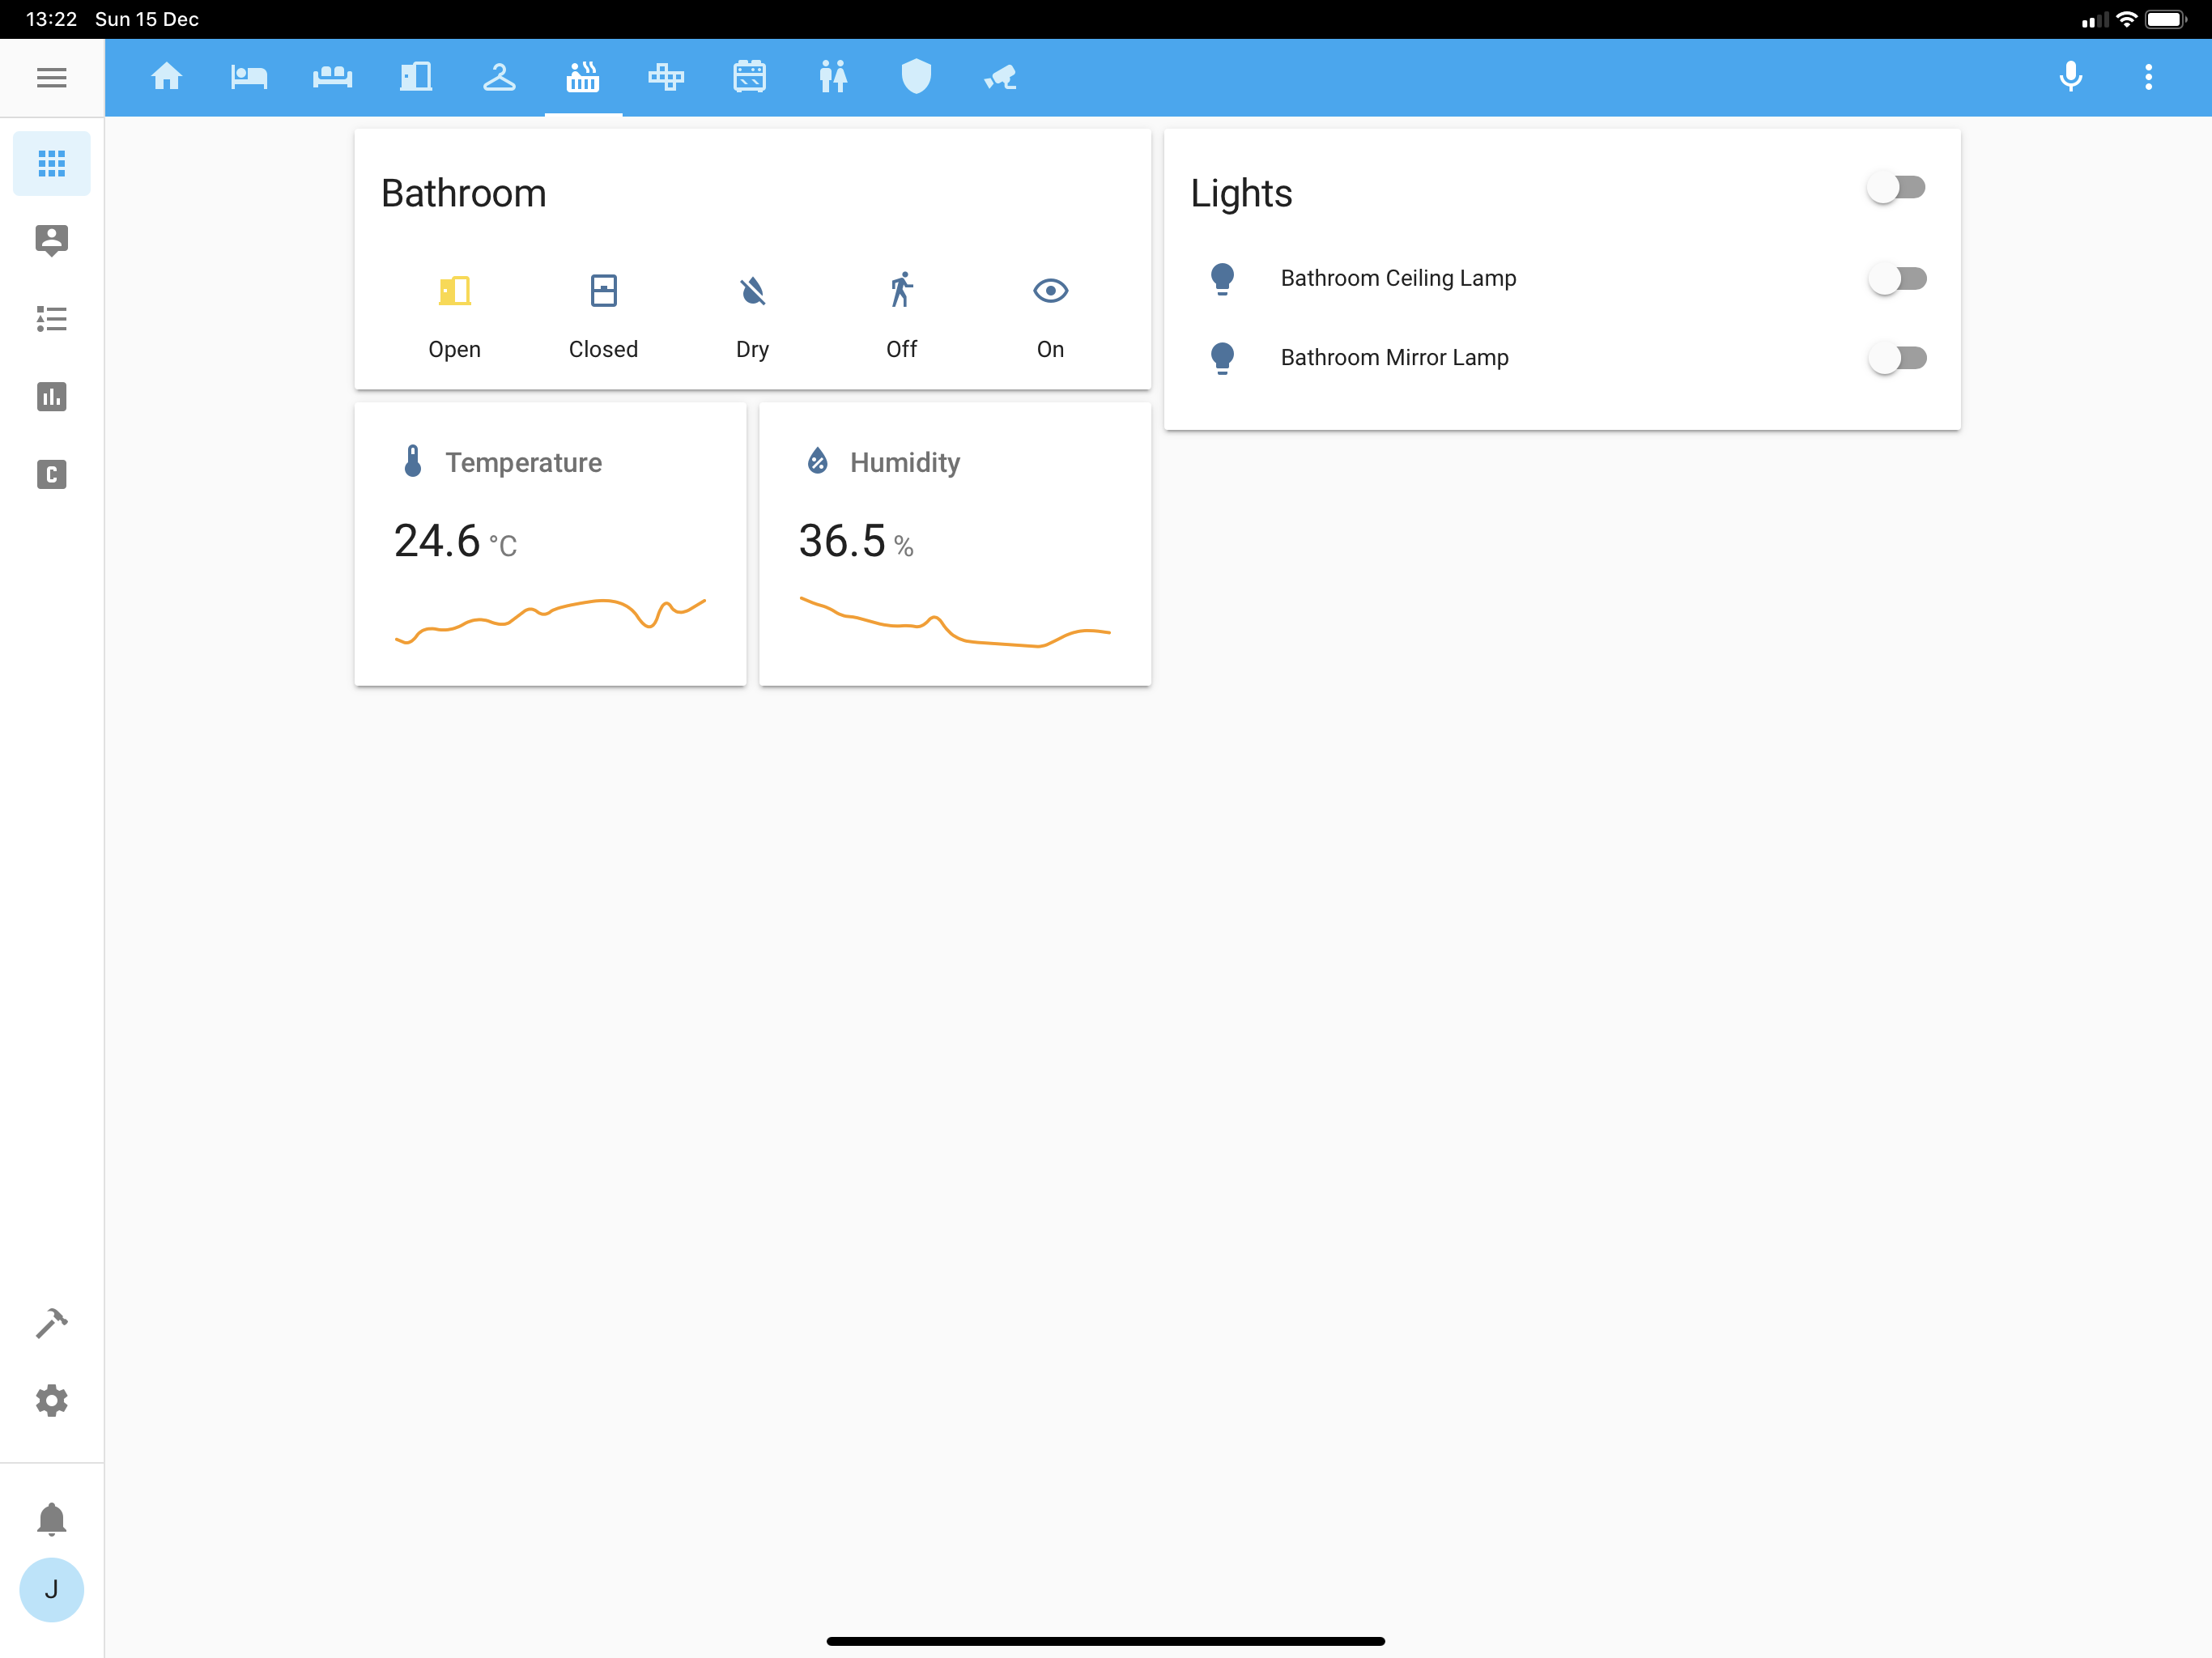 13:22 Sun 15 Dec
Bathroom
Open Closed Dry Off On
Lights
Bathroom Ceiling Lamp
Bathroom Mirror Lamp
Temperature
24.6 °C
Humidity
36.5 %
C
J